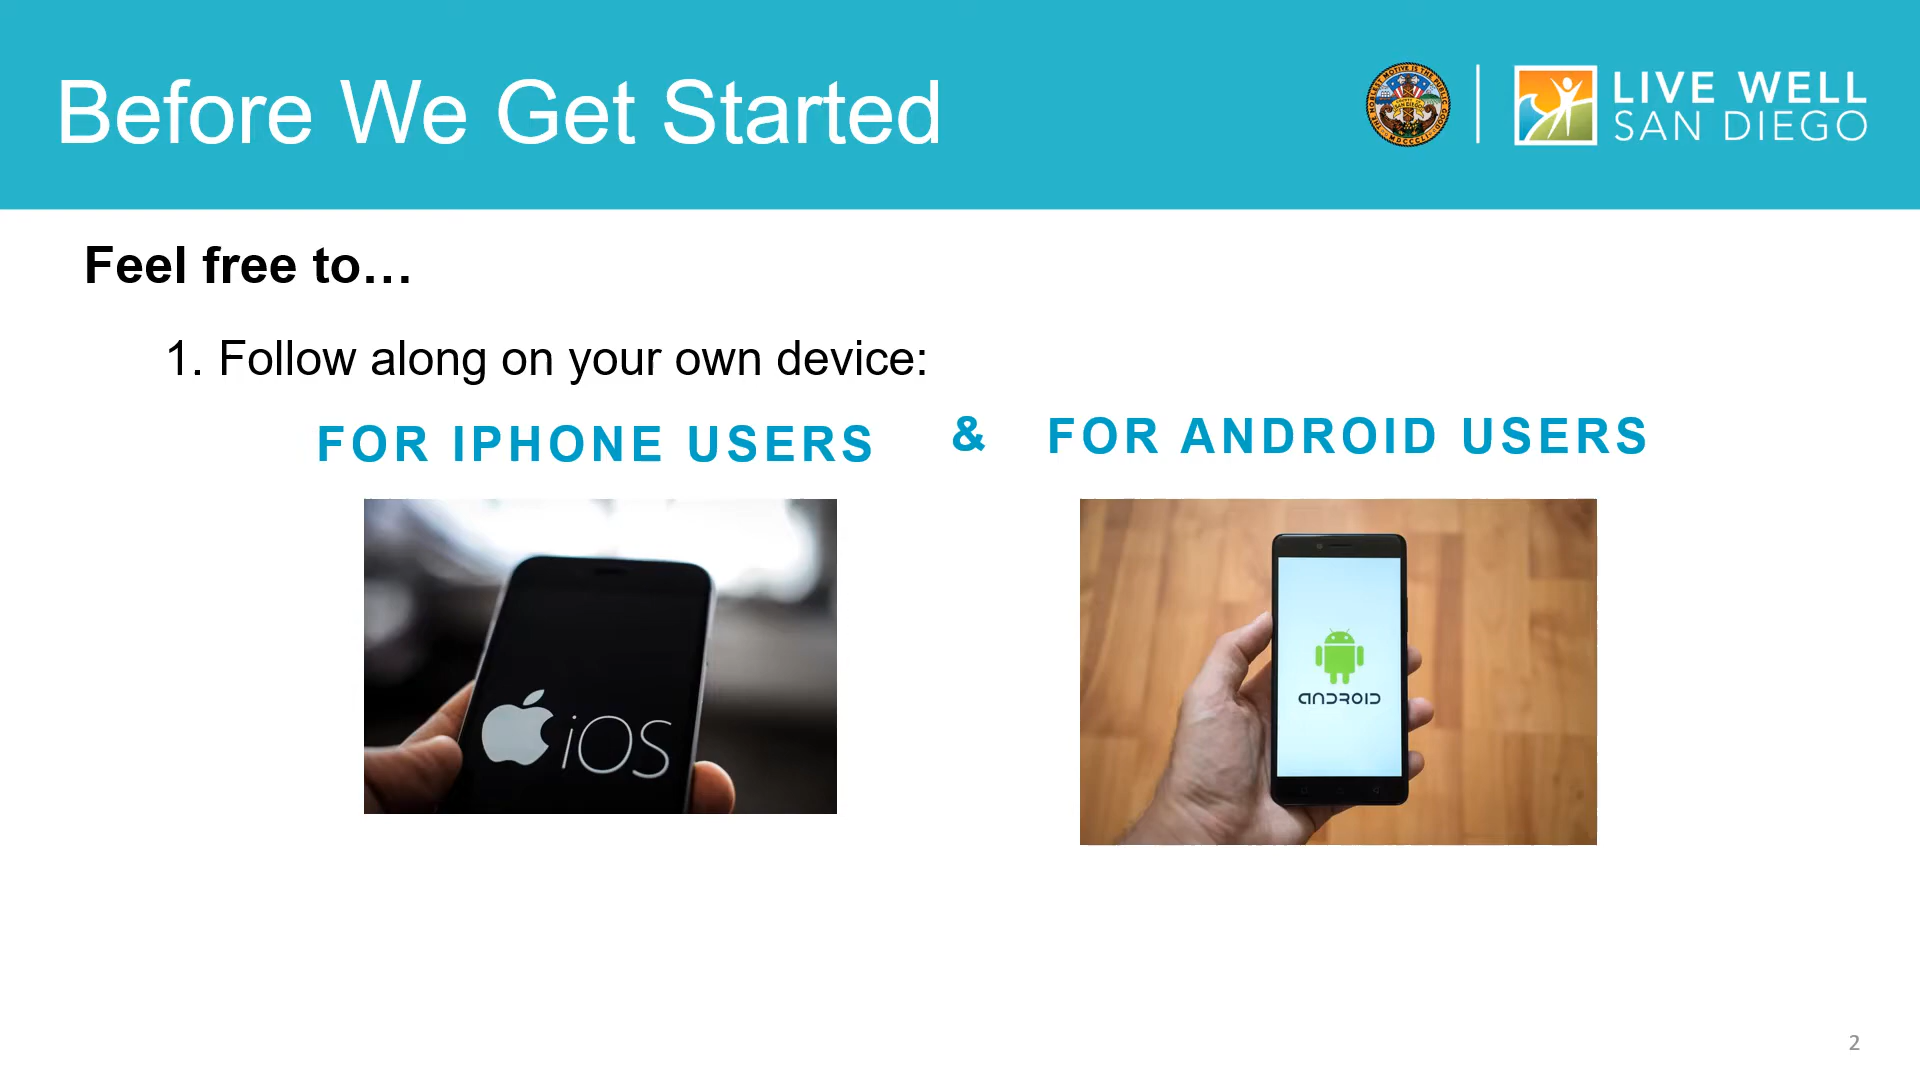 Before We Get Started
LIVE WELL
SAN DIEGO
Feel free to…
1. Follow along on your own device:
FOR IPHONE USERS & FOR ANDROID USERS
iOS
ANDROID
2